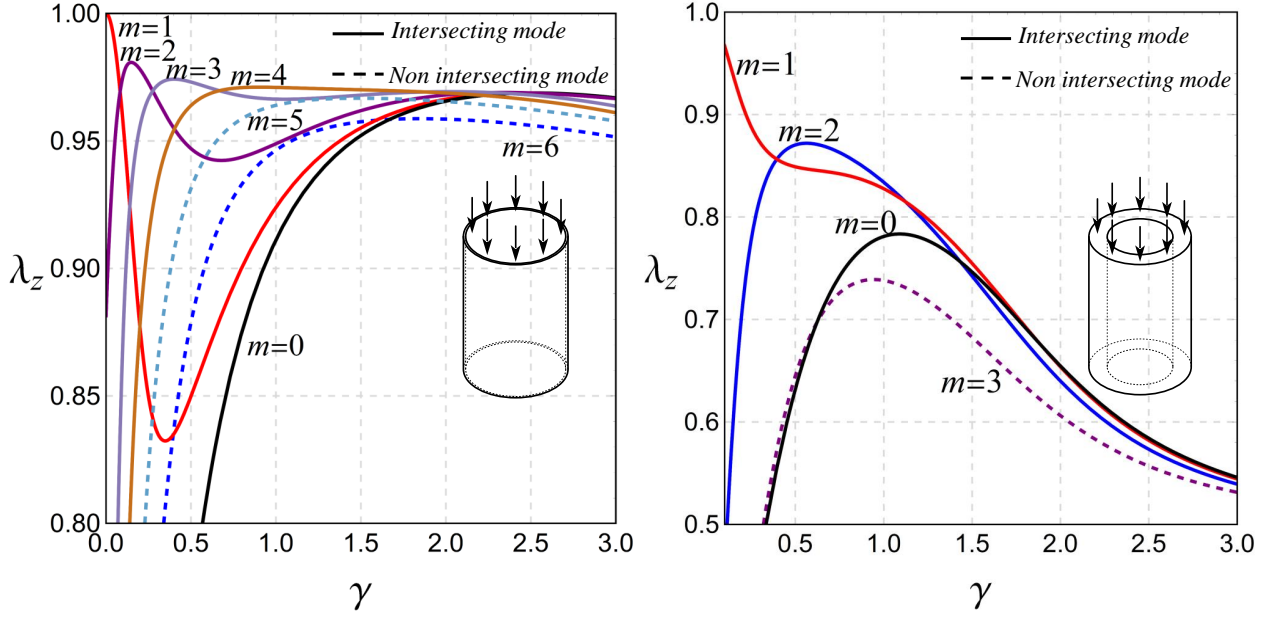 1.00
m=1
m=2
m=3
m=4
Intersecting mode
Non intersecting mode
0.95
m=5
m=6
0.90
λz
m=0
0.85
0.80
0.0 0.5 1.0 1.5 2.0 2.5 3.0
γ
1.0
m=1
Intersecting mode
Non intersecting mode
0.9
m=2
0.8
m=0
λz
0.7
m=3
0.6
0.5
0.5 1.0 1.5 2.0 2.5 3.0
γ